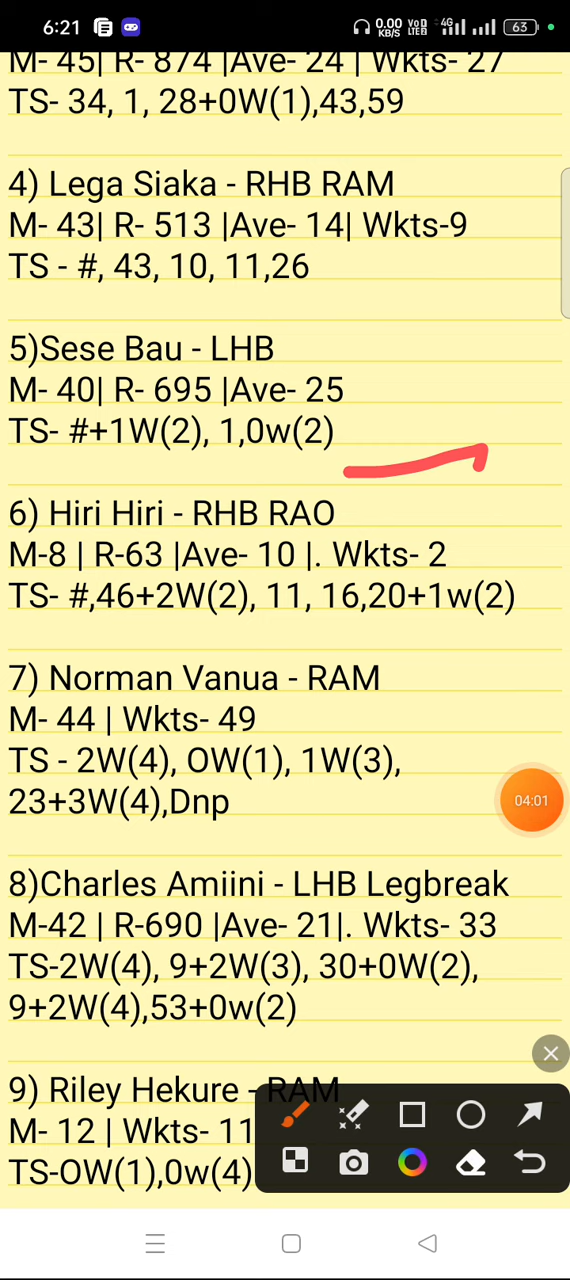 6:21 0.00 KB/S VoD LTE2 4G 63
M- 45| R- 874 |Ave- 24 | Wkts- 27
TS- 34, 1, 28+0W(1),43,59
4) Lega Siaka - RHB RAM
M- 43| R- 513 |Ave- 14| Wkts-9
TS - #, 43, 10, 11,26
5)Sese Bau - LHB
M- 40| R- 695 |Ave- 25
TS- #+1W(2), 1,0w(2)
6) Hiri Hiri - RHB RAO
M-8 | R-63 |Ave- 10 |. Wkts- 2
TS- #,46+2W(2), 11, 16,20+1w(2)
7) Norman Vanua - RAM
M- 44 | Wkts- 49
TS - 2W(4), OW(1), 1W(3),
23+3W(4),Dnp
04:01
8)Charles Amiini - LHB Legbreak
M-42 | R-690 |Ave- 21|. Wkts- 33
TS-2W(4), 9+2W(3), 30+0W(2),
9+2W(4),53+0w(2)
9) Riley Hekure - RAM
M- 12 | Wkts- 11
TS-OW(1),0w(4)